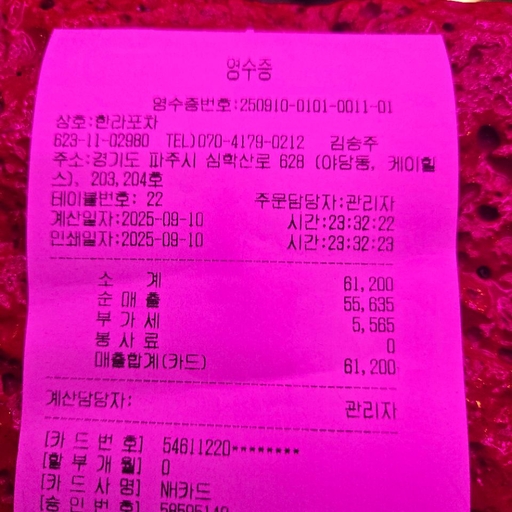 영수증
영수증번호:250910-0101-0011-01
상호:한라포차
623-11-02980 TEL)070-4179-0212 김승주
주소:경기도 파주시 심학산로 628 (야당동, 케이힐
스), 203,204호
테이블번호: 22 주문담당자:관리자
계산일자:2025-09-10 시간:23:32:22
인쇄일자:2025-09-10 시간:23:32:23
소 계 61,200
순 매 출 55,635
부 가 세 5,565
봉 사 료 0
매출합계(카드) 61,200
계산담당자: 관리자
[카 드 번 호] 54611220********
[할 부 개 월] 0
[카 드 사 명] NH카드
[승 인 번 호]